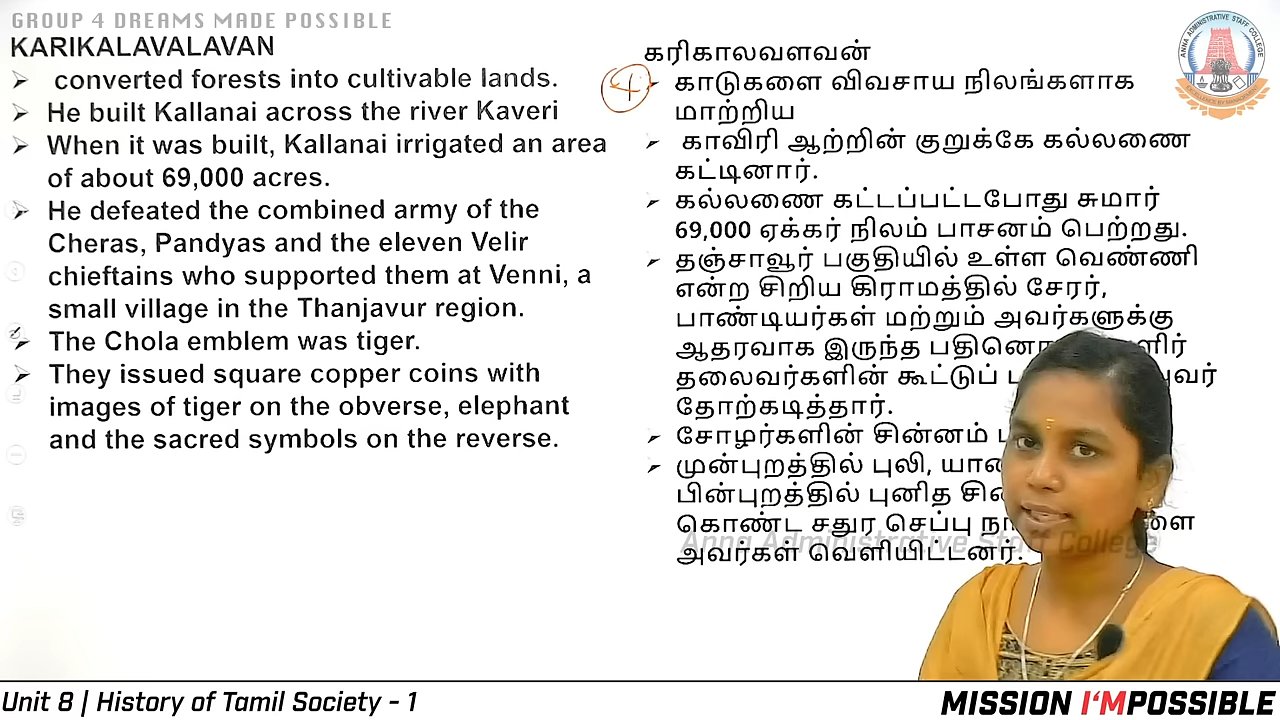 GROUP 4 DREAMS MADE POSSIBLE
KARIKALAVALAVAN
➤ converted forests into cultivable lands.
➤ He built Kallanai across the river Kaveri
➤ When it was built, Kallanai irrigated an area
of about 69,000 acres.
➤ He defeated the combined army of the
Cheras, Pandyas and the eleven Velir
chieftains who supported them at Venni, a
small village in the Thanjavur region.
➤ The Chola emblem was tiger.
➤ They issued square copper coins with
images of tiger on the obverse, elephant
and the sacred symbols on the reverse.
கரிகாலவளவன்
➤ காடுகளை விவசாய நிலங்களாக
மாற்றிய
➤ காவிரி ஆற்றின் குறுக்கே கல்லணை
கட்டினார்.
➤ கல்லணை கட்டப்பட்டபோது சுமார்
69,000 ஏக்கர் நிலம் பாசனம் பெற்றது.
➤ தஞ்சாவூர் பகுதியில் உள்ள வெண்ணி
என்ற சிறிய கிராமத்தில் சேரர்,
பாண்டியர்கள் மற்றும் அவர்களுக்கு
ஆதரவாக இருந்த
தலைவர்களின் கூட்டுப்
தோற்கடித்தார்.
➤ சோழர்களின் சின்னம்
➤ முன்புறத்தில் புலி,
பின்புறத்தில் புனித
கொண்ட சதுர செப்பு
அவர்கள் வெளியிட்டனர்.
Anna Administrative Staff College
ANNA ADMINISTRATIVE STAFF COLLEGE
Unit 8 | History of Tamil Society - 1
MISSION I'MPOSSIBLE